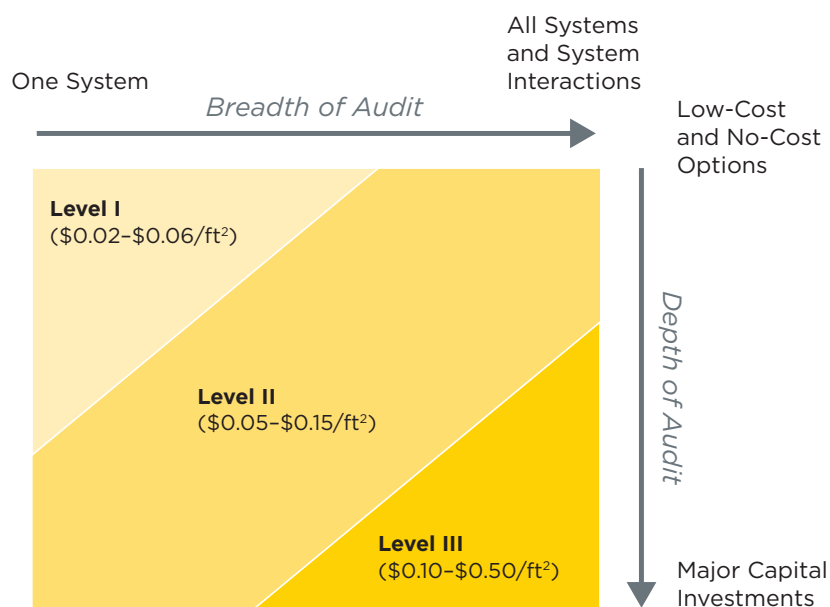 One System
All Systems
and System
Interactions
Breadth of Audit
Low-Cost
and No-Cost
Options
Level I
($0.02–$0.06/ft²)
Depth of Audit
Level II
($0.05–$0.15/ft²)
Level III
($0.10–$0.50/ft²)
Major Capital
Investments